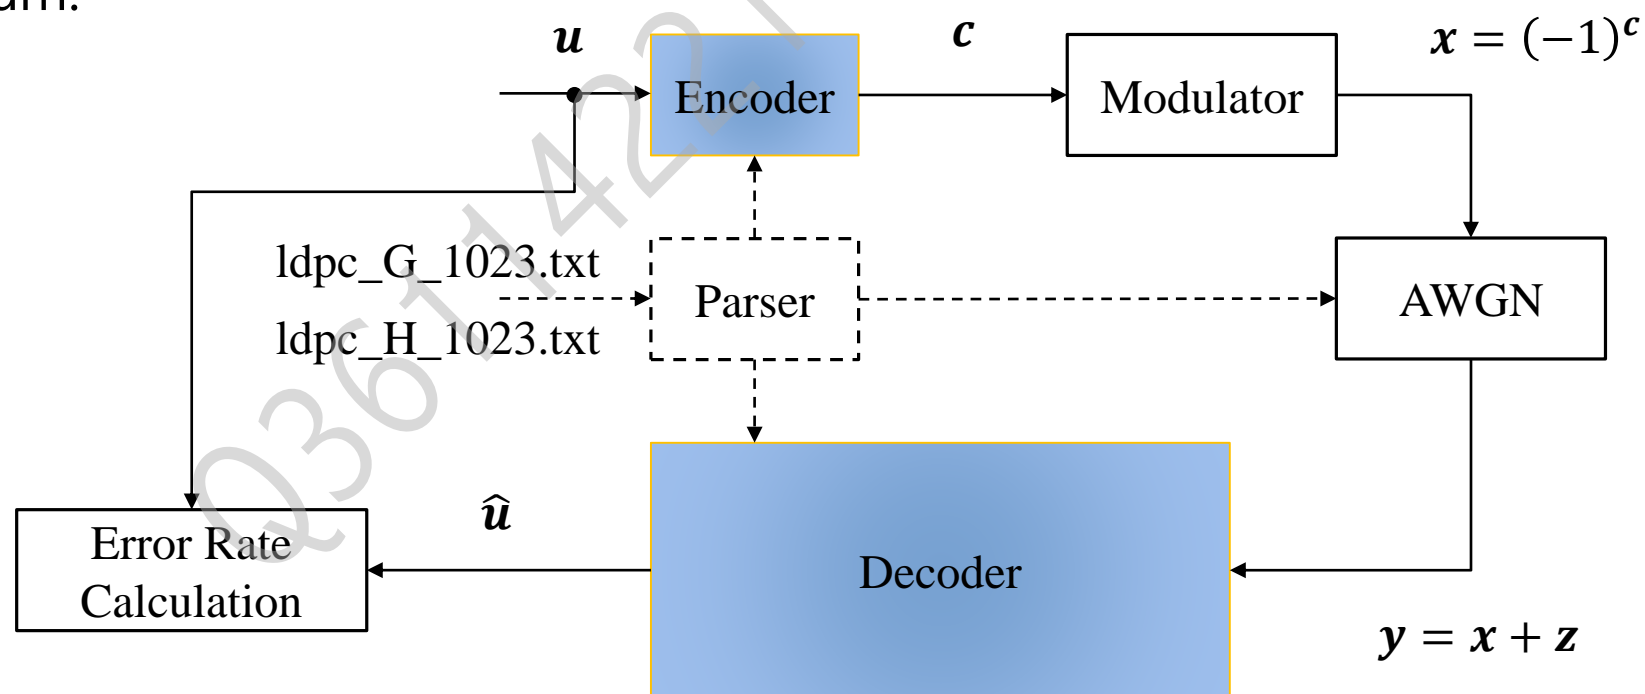 u
c
x = (−1)^c
Encoder
Modulator
ldpc_G_1023.txt
Parser
AWGN
ldpc_H_1023.txt
û
Error Rate
Calculation
Decoder
y = x + z